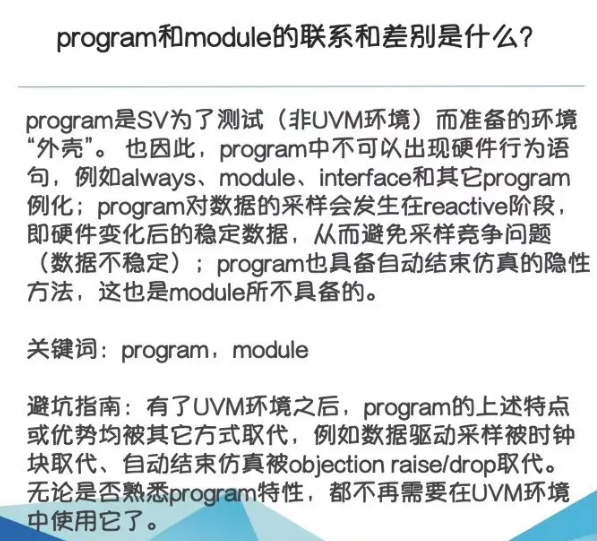 program和module的联系和差别是什么?
program是SV为了测试（非UVM环境）而准备的环境
“外壳”。 也因此，program中不可以出现硬件行为语
句，例如always、module、interface和其它program
例化；program对数据的采样会发生在reactive阶段，
即硬件变化后的稳定数据，从而避免采样竞争问题
（数据不稳定）；program也具备自动结束仿真的隐性
方法，这也是module所不具备的。
关键词：program，module
避坑指南：有了UVM环境之后，program的上述特点
或优势均被其它方式取代，例如数据驱动采样被时钟
块取代、自动结束仿真被objection raise/drop取代。
无论是否熟悉program特性，都不再需要在UVM环境
中使用它了。